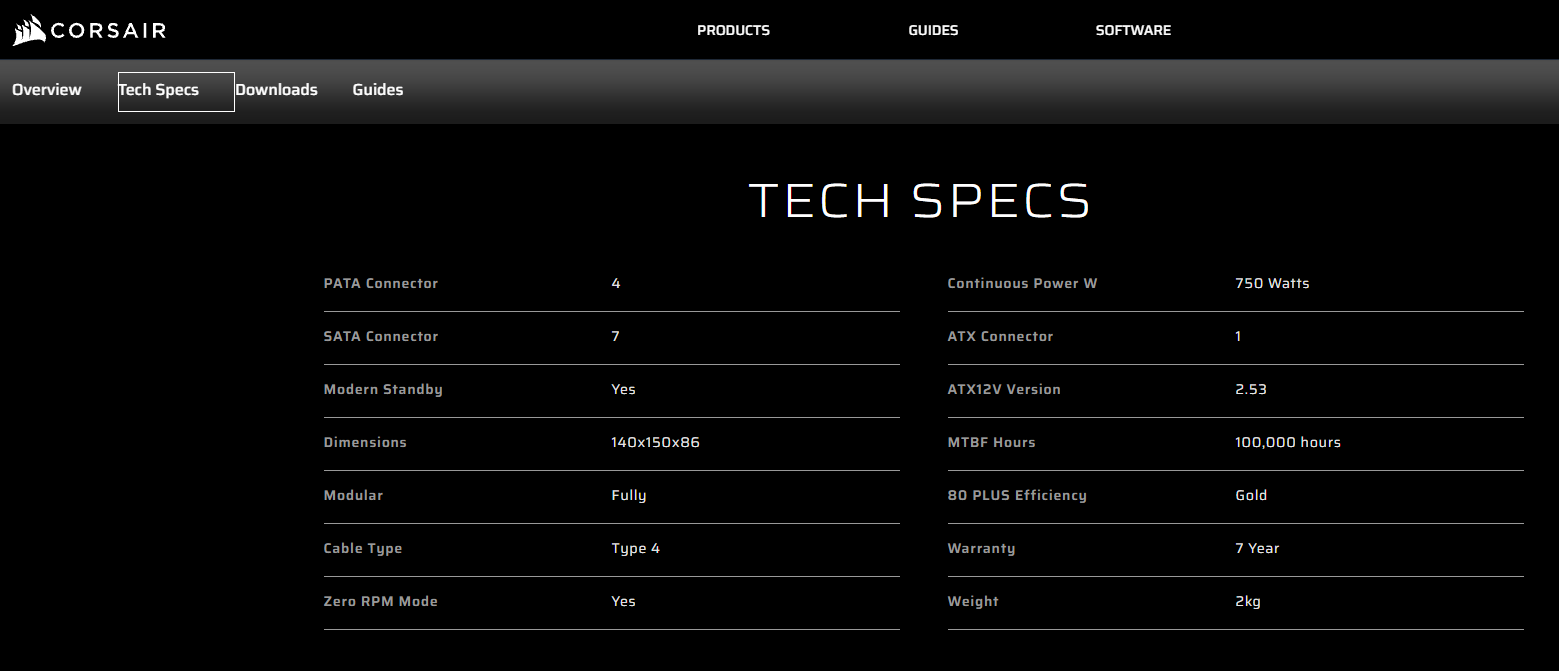 CORSAIR PRODUCTS GUIDES SOFTWARE
Overview Tech Specs Downloads Guides
TECH SPECS
PATA Connector 4
SATA Connector 7
Modern Standby Yes
Dimensions 140x150x86
Modular Fully
Cable Type Type 4
Zero RPM Mode Yes
Continuous Power W 750 Watts
ATX Connector 1
ATX12V Version 2.53
MTBF Hours 100,000 hours
80 PLUS Efficiency Gold
Warranty 7 Year
Weight 2kg